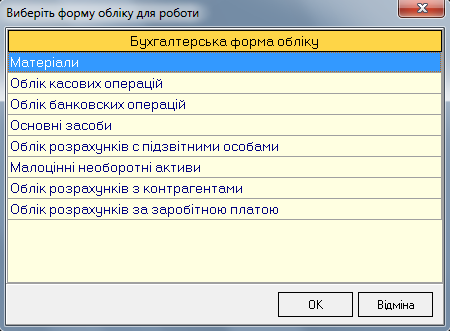 Виберіть форму обліку для роботи
Бухгалтерська форма обліку
Матеріали
Облік касових операцій
Облік банковских операцій
Основні засоби
Облік розрахунків с підзвітними особами
Малоцінні необоротні активи
Облік розрахунків з контрагентами
Облік розрахунків за заробітною платою
OK
Відміна